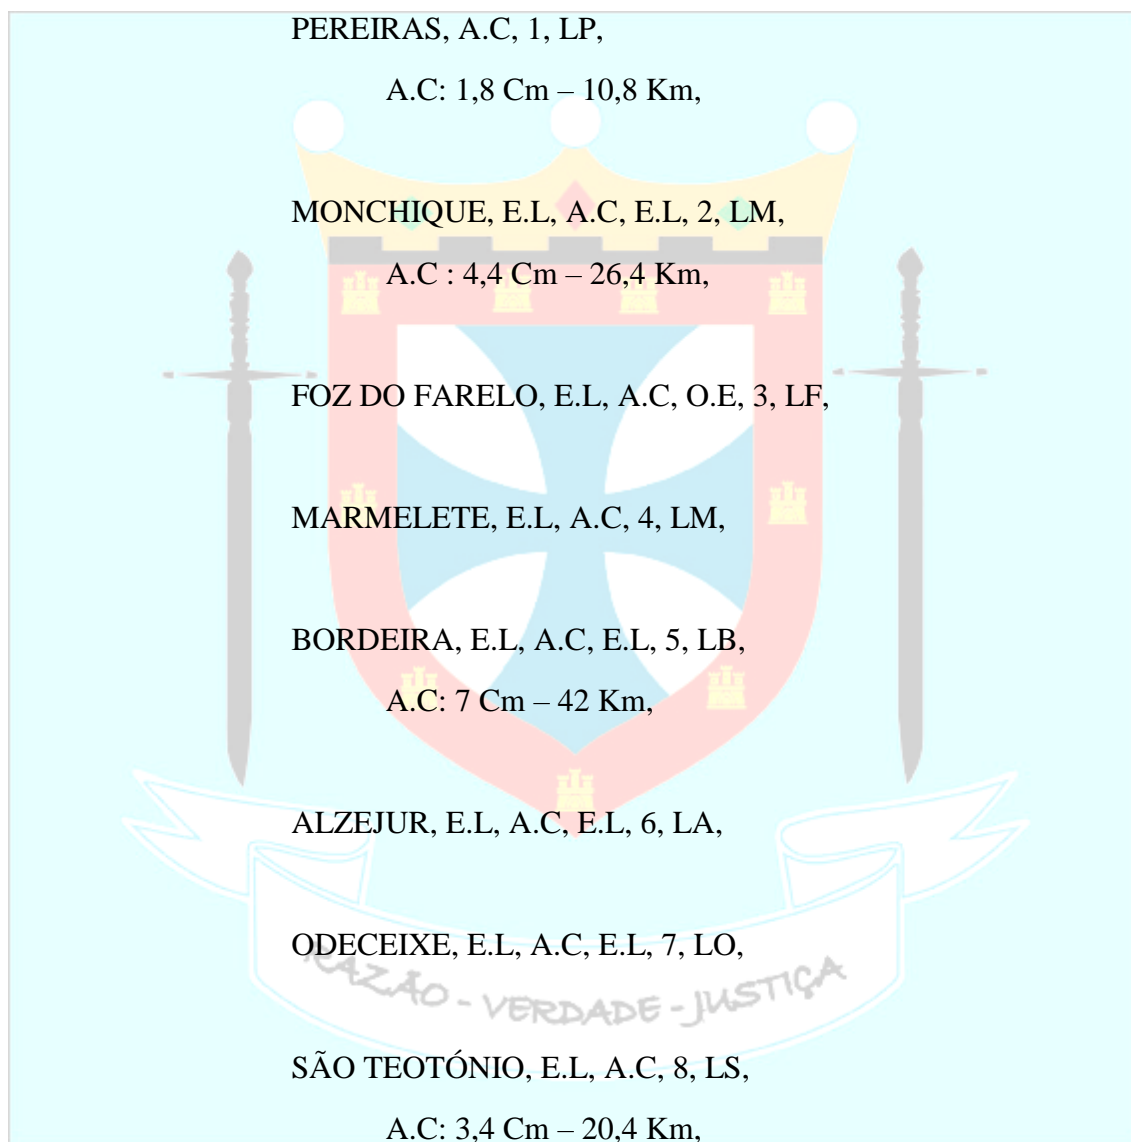 PEREIRAS, A.C, 1, LP,
A.C: 1,8 Cm – 10,8 Km,
MONCHIQUE, E.L, A.C, E.L, 2, LM,
A.C : 4,4 Cm – 26,4 Km,
FOZ DO FARELO, E.L, A.C, O.E, 3, LF,
MARMELETE, E.L, A.C, 4, LM,
BORDEIRA, E.L, A.C, E.L, 5, LB,
A.C: 7 Cm – 42 Km,
ALZEJUR, E.L, A.C, E.L, 6, LA,
ODECEIXE, E.L, A.C, E.L, 7, LO,
RAZÃO - VERDADE - JUSTIÇA
SÃO TEOTÓNIO, E.L, A.C, 8, LS,
A.C: 3,4 Cm – 20,4 Km,